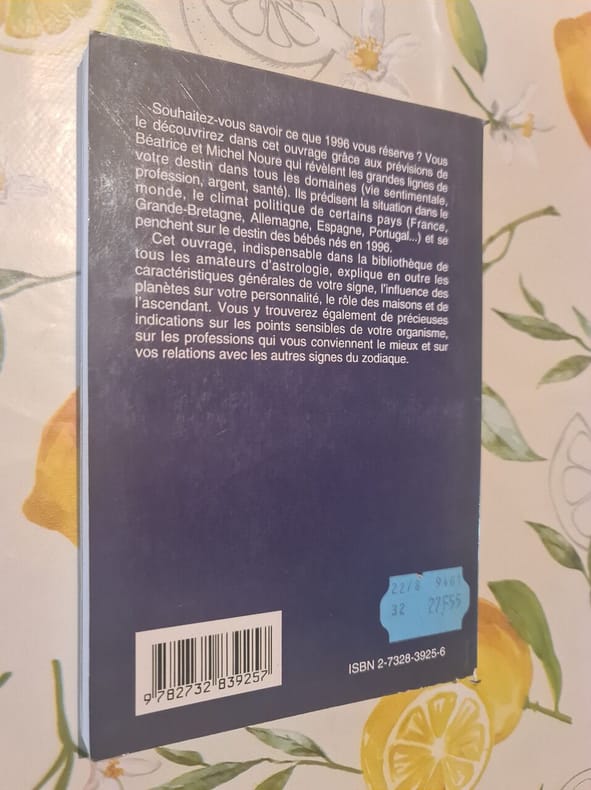 Souhaitez-vous savoir ce que 1996 vous réserve ? Vous
le découvrirez dans cet ouvrage grâce aux prévisions de
Béatrice et Michel Noure qui révèlent les grandes lignes de
votre destin dans tous les domaines (vie sentimentale,
profession, argent, santé). Ils prédisent la situation dans le
monde, le climat politique de certains pays (France,
Grande-Bretagne, Allemagne, Espagne, Portugal...) et se
penchent sur le destin des bébés nés en 1996.
Cet ouvrage, indispensable dans la bibliothèque de
tous les amateurs d'astrologie, explique en outre les
caractéristiques générales de votre signe, l'influence des
planètes sur votre personnalité, le rôle des maisons et de
l'ascendant. Vous y trouverez également de précieuses
indications sur les points sensibles de votre organisme,
sur les professions qui vous conviennent le mieux et sur
vos relations avec les autres signes du zodiaque.
22/8 9461
32 27F55
9 782732 839257
ISBN 2-7328-3925-6